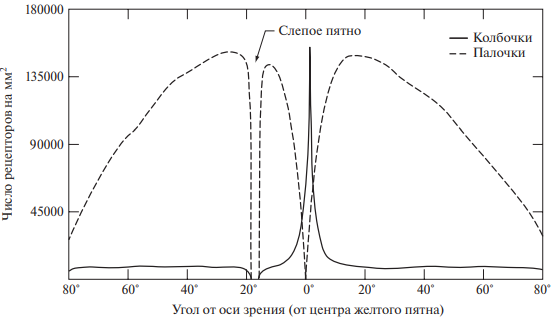 180000
135000
90000
45000
Число рецепторов на мм²
Слепое пятно
Колбочки
Палочки
80° 60° 40° 20° 0° 20° 40° 60° 80°
Угол от оси зрения (от центра желтого пятна)